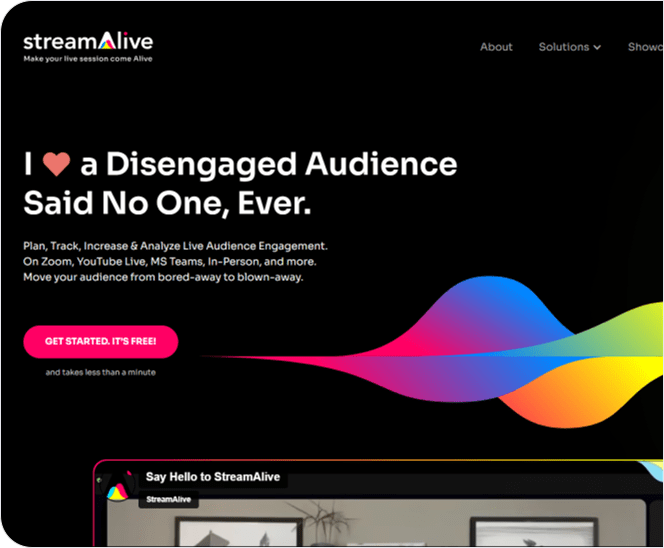 streamAlive
Make your live session come Alive
About
Solutions
I ❤ a Disengaged Audience
Said No One, Ever.
Plan, Track, Increase & Analyze Live Audience Engagement.
On Zoom, YouTube Live, MS Teams, In-Person, and more.
Move your audience from bored-away to blown-away.
GET STARTED. IT'S FREE!
and takes less than a minute
Say Hello to StreamAlive
StreamAlive